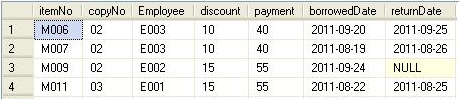 itemNo copyNo Employee discount payment borrowedDate returnDate
1 M006 02 E003 10 40 2011-09-20 2011-09-25
2 M007 02 E003 10 40 2011-08-19 2011-08-26
3 M009 02 E002 15 55 2011-09-24 NULL
4 M011 03 E001 15 55 2011-08-22 2011-08-25